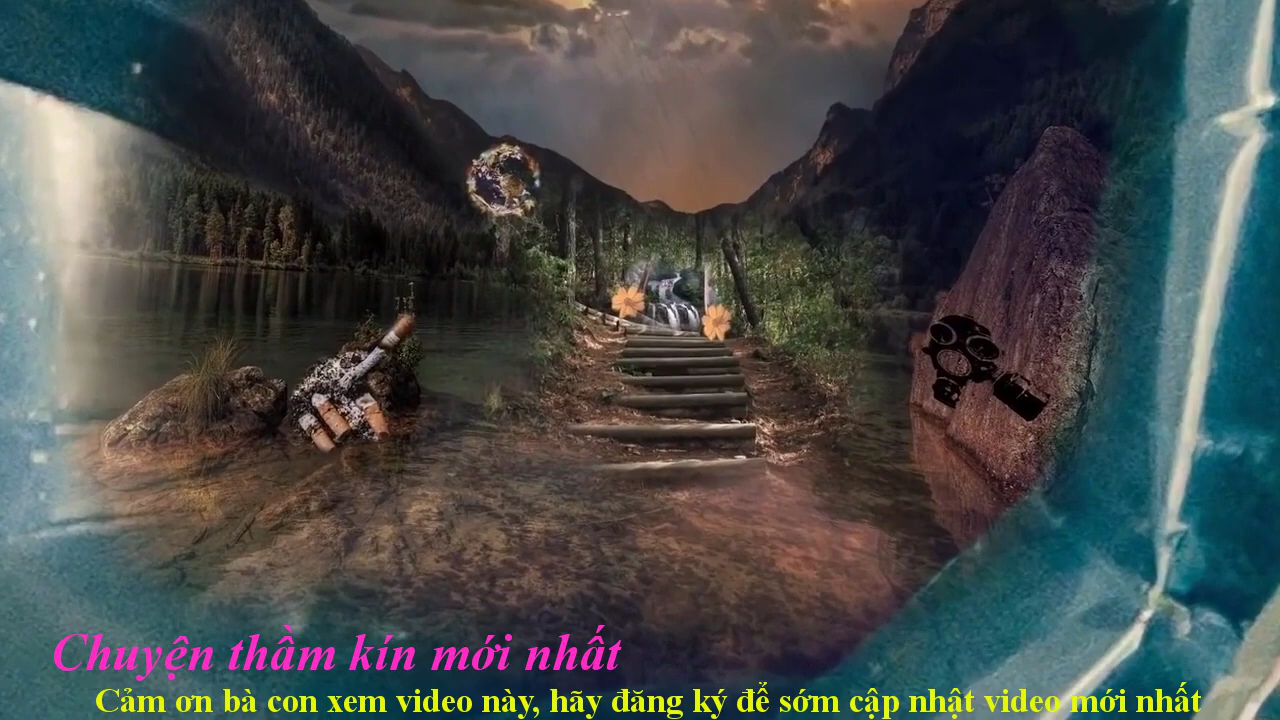 Chuyện thầm kín mới nhất
Cảm ơn bà con xem video này, hãy đăng ký để sớm cập nhật video mới nhất